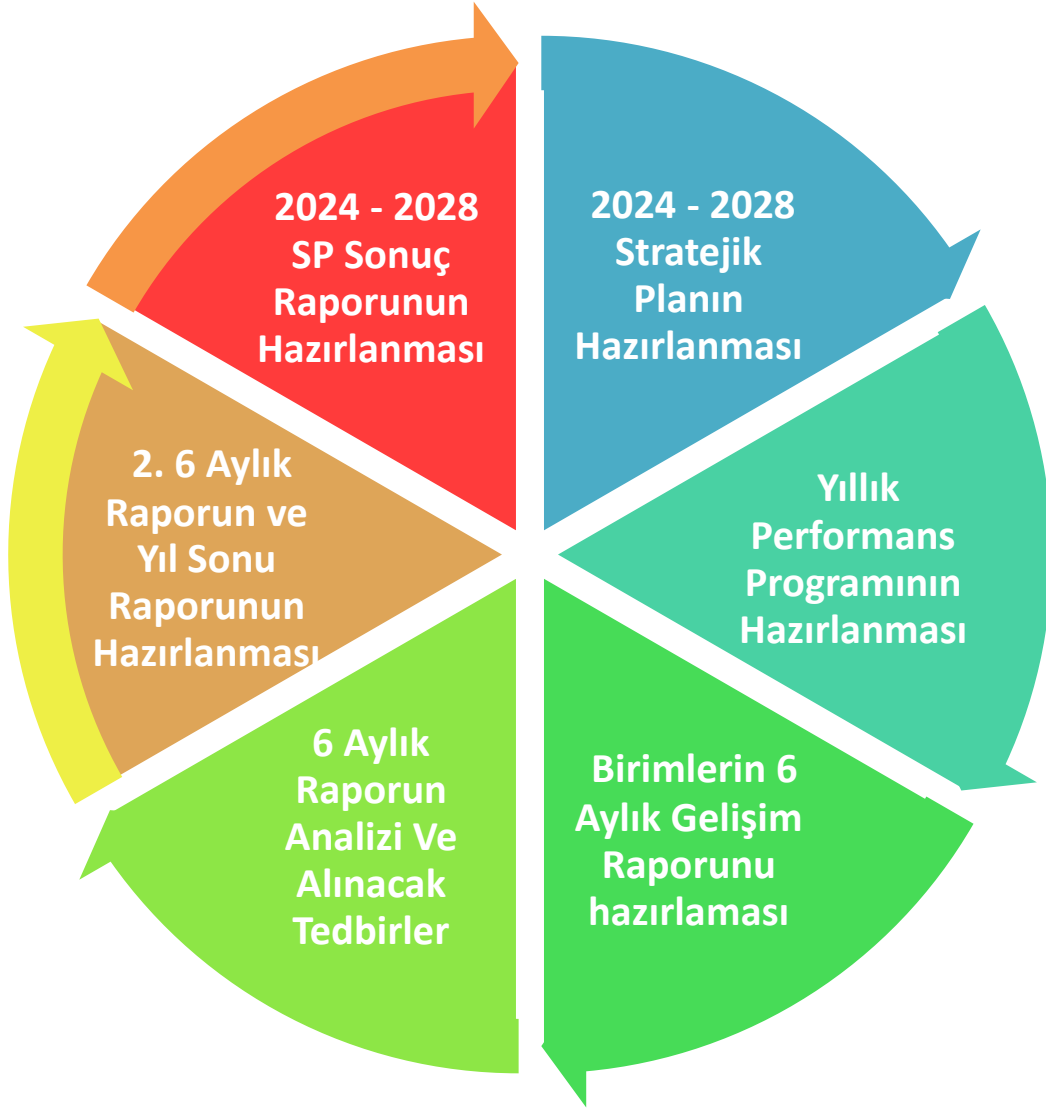 2024 - 2028
Stratejik
Planın
Hazırlanması
Yıllık
Performans
Programının
Hazırlanması
Birimlerin 6
Aylık Gelişim
Raporunu
hazırlaması
6 Aylık
Raporun
Analizi Ve
Alınacak
Tedbirler
2. 6 Aylık
Raporun ve
Yıl Sonu
Raporunun
Hazırlanması
2024 - 2028
SP Sonuç
Raporunun
Hazırlanması